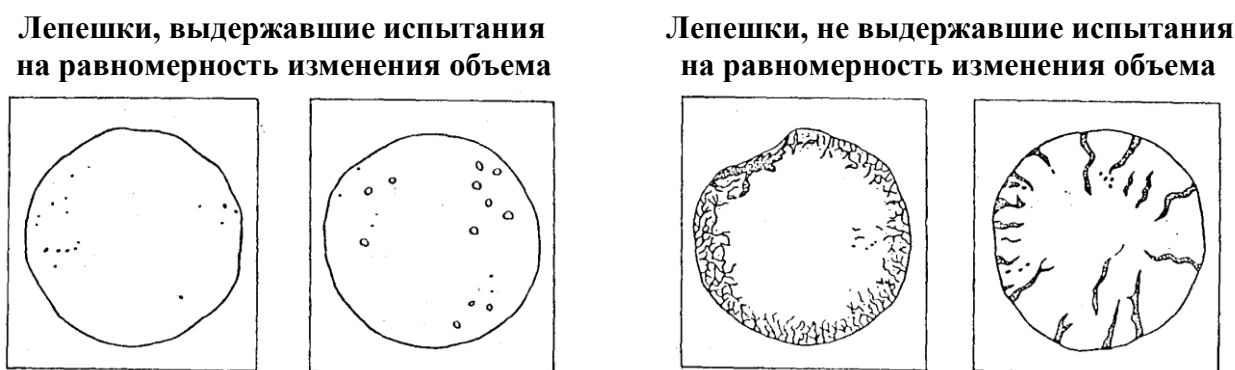 Лепешки, выдержавшие испытания
на равномерность изменения объема
Лепешки, не выдержавшие испытания
на равномерность изменения объема